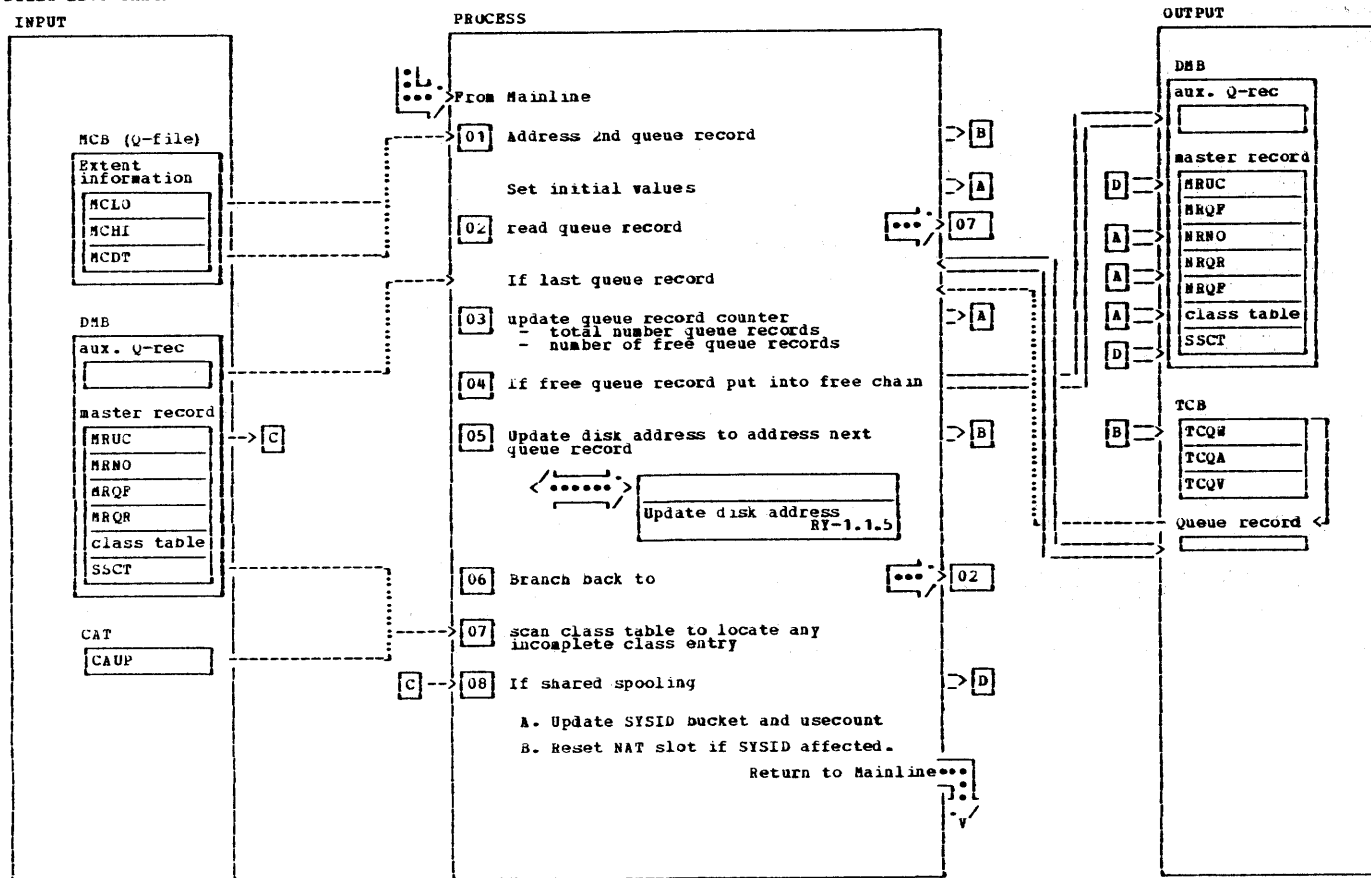 INPUT
PROCESS
OUTPUT
From Mainline
MCB (Q-file)
Extent
information
MCLO
MCHI
MCDT
DMB
aux. Q-rec
master record
MRUC
MRNO
MRQF
MRQR
class table
SSCT
CAT
CAUP
C
01 Address 2nd queue record
B
Set initial values
A
02 read queue record
07
If last queue record
03 update queue record counter
- total number queue records
- number of free queue records
A
04 If free queue record put into free chain
05 Update disk address to address next
queue record
B
Update disk address
RY-1.1.5
06 Branch back to
02
07 scan class table to locate any
incomplete class entry
C
08 If shared spooling
D
A. Update SYSID bucket and usecount
B. Reset NAT slot if SYSID affected.
Return to Mainline
DMB
aux. Q-rec
master record
D
MRUC
MRQF
A
NRNO
A
NRQR
NRQF
A
class table
D
SSCT
TCB
B
TCQW
TCQA
TCQV
Queue record